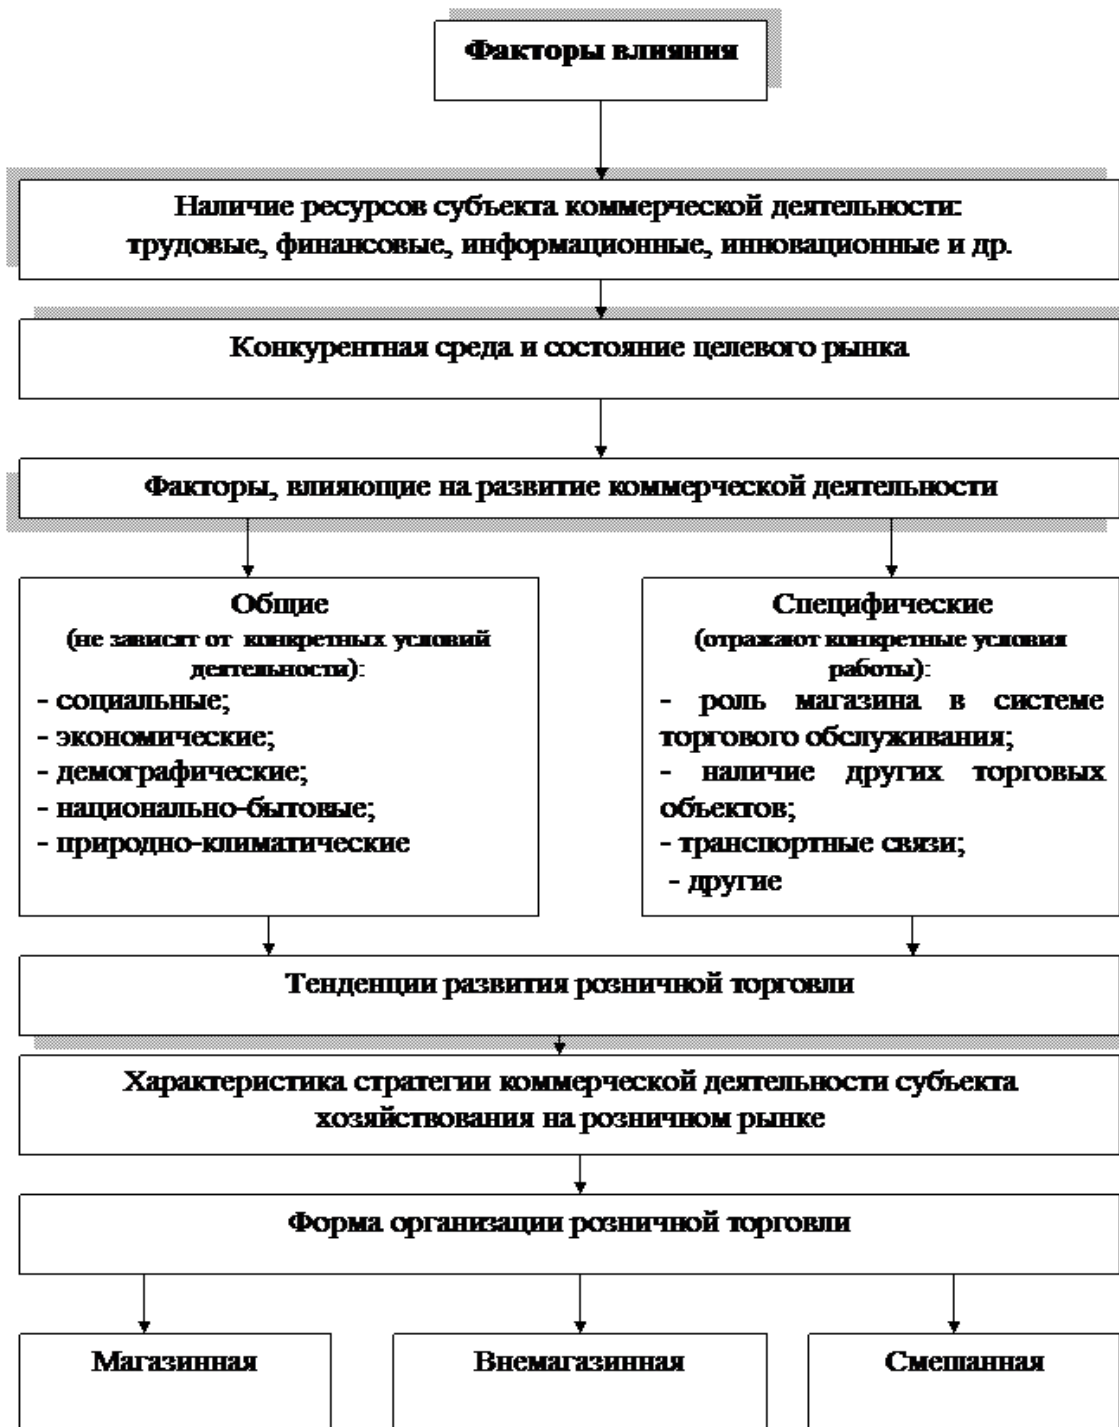 Факторы влияния
Наличие ресурсов субъекта коммерческой деятельности:
трудовые, финансовые, информационные, инновационные и др.
Конкурентная среда и состояние целевого рынка
Факторы, влияющие на развитие коммерческой деятельности
Общие
(не зависят от конкретных условий
деятельности):
- социальные;
- экономические;
- демографические;
- национально-бытовые;
- природно-климатические
Специфические
(отражают конкретные условия
работы):
- роль магазина в системе
торгового обслуживания;
- наличие других торговых
объектов;
- транспортные связи;
- другие
Тенденции развития розничной торговли
Характеристика стратегии коммерческой деятельности субъекта
хозяйствования на розничном рынке
Форма организации розничной торговли
Магазинная
Внемагазинная
Смешанная